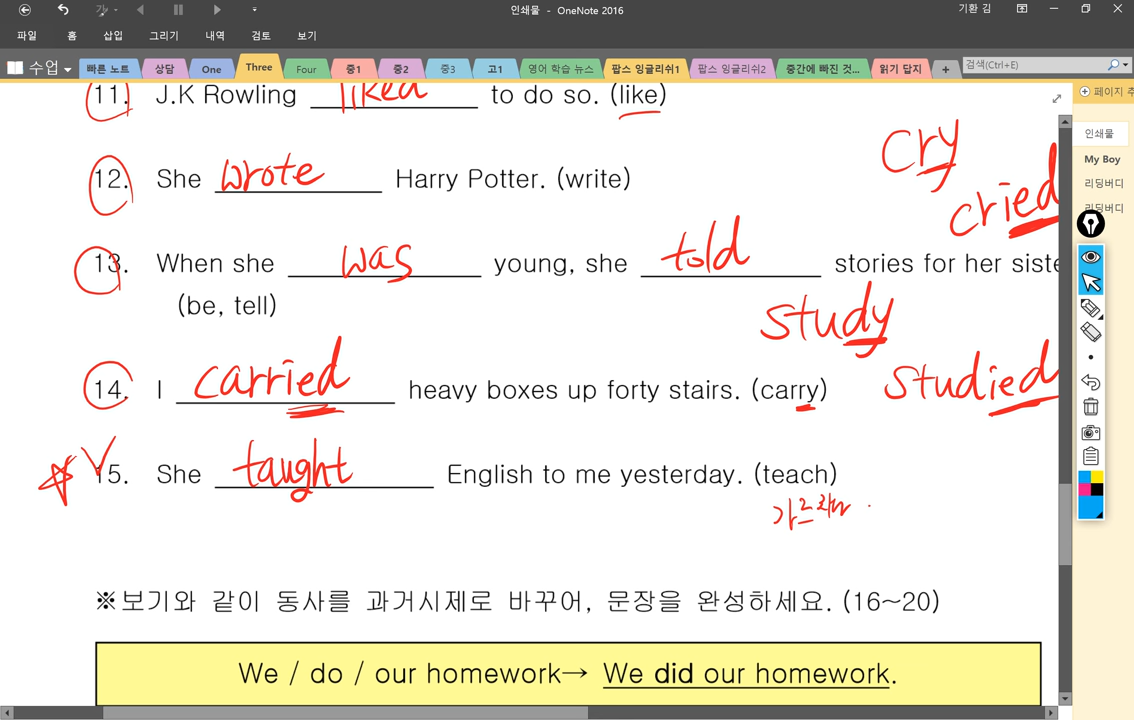 인쇄물 - OneNote 2016
기환 김
파일 홈 삽입 그리기 내역 검토 보기
수업 빠른 노트 상담 One Three Four 중1 중2 중3 고1 영어 학습 뉴스 팝스 잉글리쉬1 팝스 잉글리쉬2 중간에 빠진 것... 읽기 답지 + 검색(Ctrl+E)
페이지 추
인쇄물
My Boy
리딩버디
리딩버디
11. J.K Rowling liked to do so. (like)
cry
12. She wrote Harry Potter. (write)
cried
13. When she was young, she told stories for her siste
(be, tell)
study
14. I carried heavy boxes up forty stairs. (carry)
studied
15. She taught English to me yesterday. (teach)
※보기와 같이 동사를 과거시제로 바꾸어, 문장을 완성하세요. (16~20)
We / do / our homework→ We did our homework.